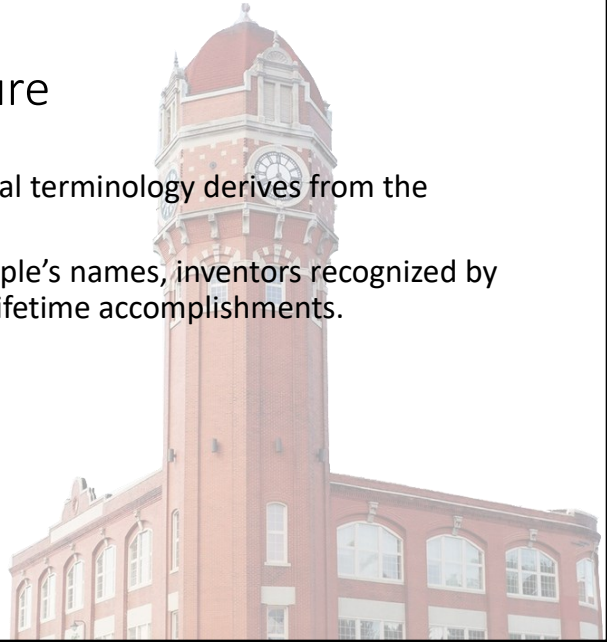 ure
al terminology derives from the
ple’s names, inventors recognized by
ifetime accomplishments.